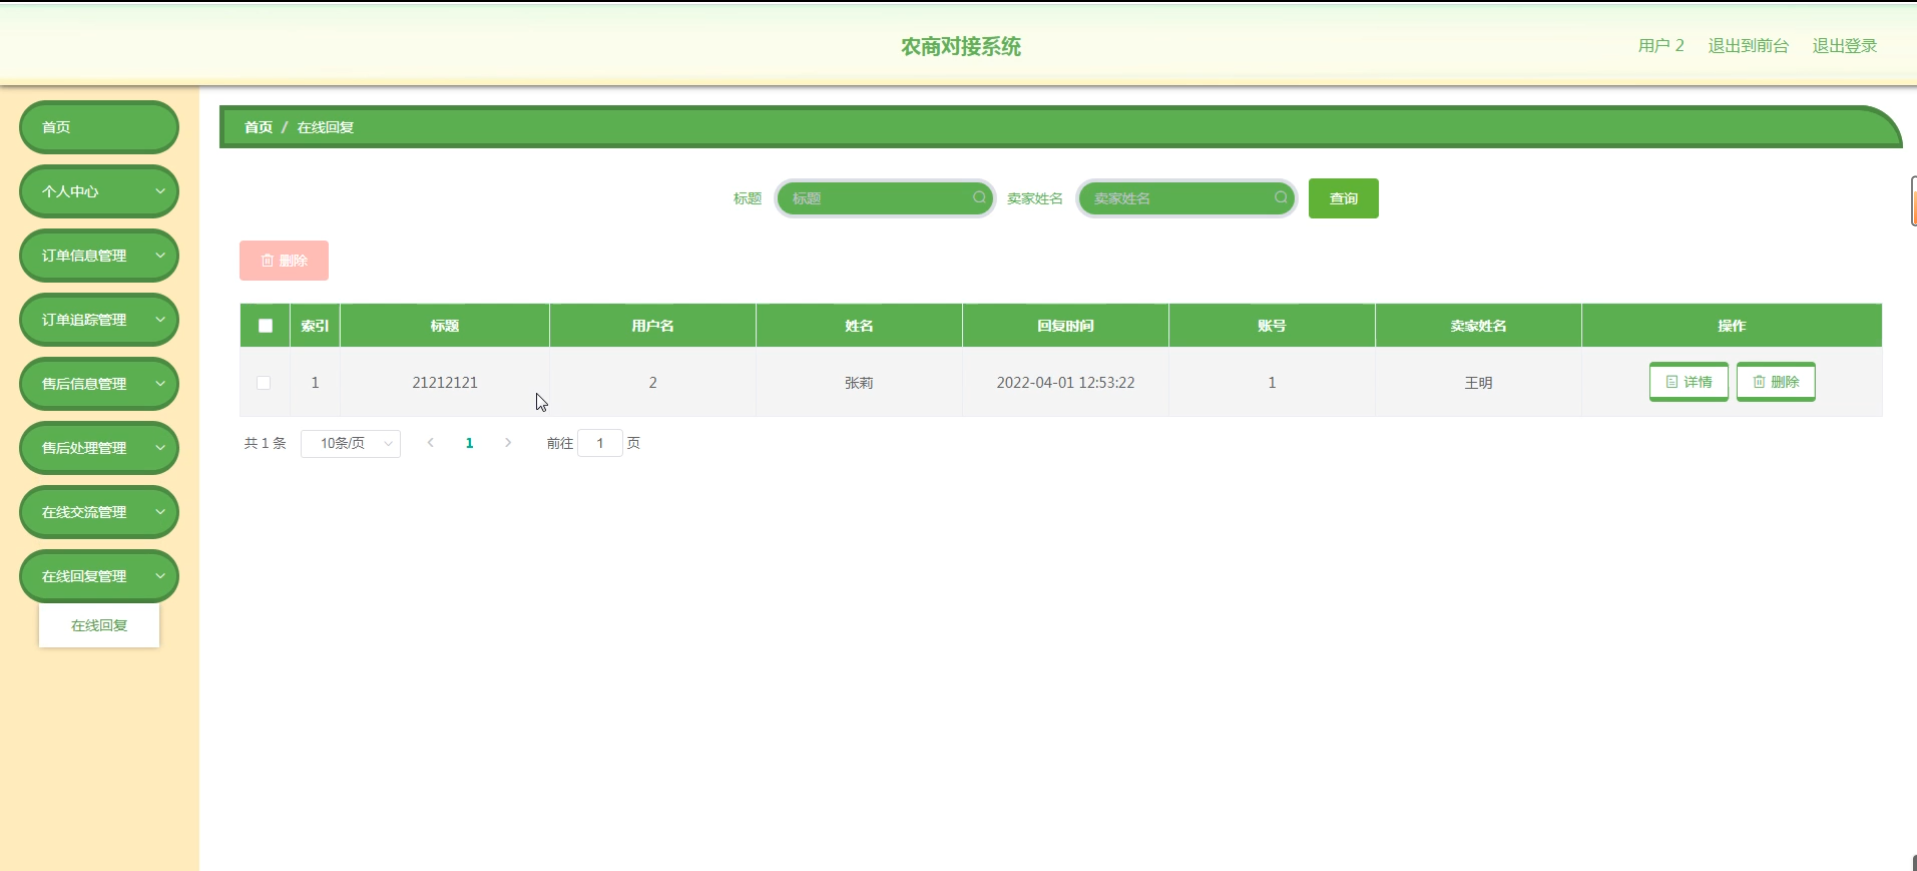 农商对接系统
用户 2 退出到前台 退出登录
首页
个人中心
订单信息管理
订单追踪管理
售后信息管理
售后处理管理
在线交流管理
在线回复管理
在线回复
首页 / 在线回复
标题 标题 卖家姓名 卖家姓名 查询
删除
索引 标题 用户名 姓名 回复时间 账号 卖家姓名 操作
1 21212121 2 张莉 2022-04-01 12:53:22 1 王明 详情 删除
共 1 条 10条/页 1 前往 1 页